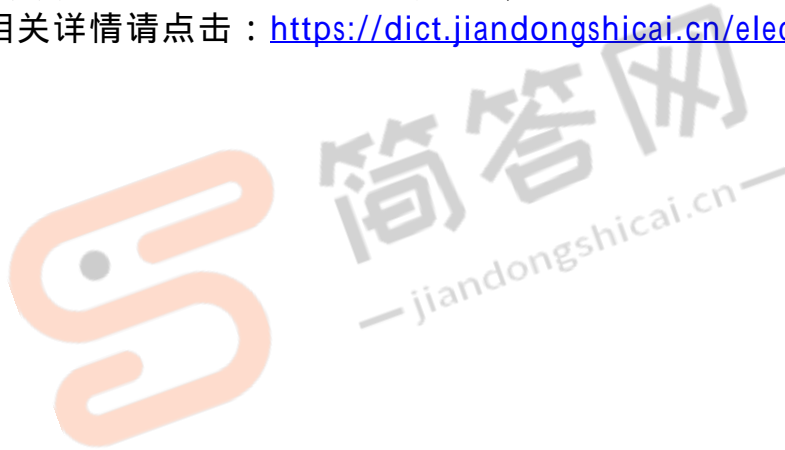 相关详情请点击：https://dict.jiandongshicai.cn/elec
简答网
jiandongshicai.cn